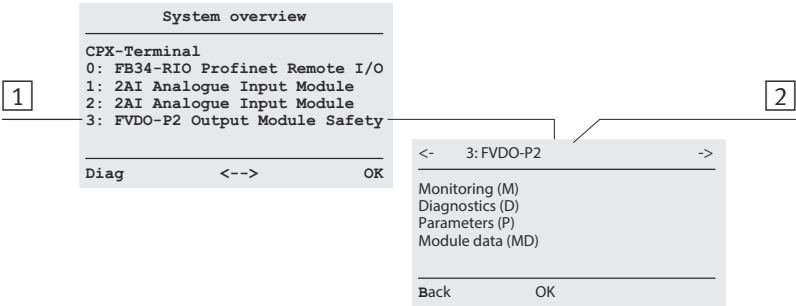 System overview
CPX-Terminal
0: FB34-RIO Profinet Remote I/O
1: 2AI Analogue Input Module
2: 2AI Analogue Input Module
3: FVDO-P2 Output Module Safety
Diag <--> OK
1
2
<- 3: FVDO-P2 ->
Monitoring (M)
Diagnostics (D)
Parameters (P)
Module data (MD)
Back OK